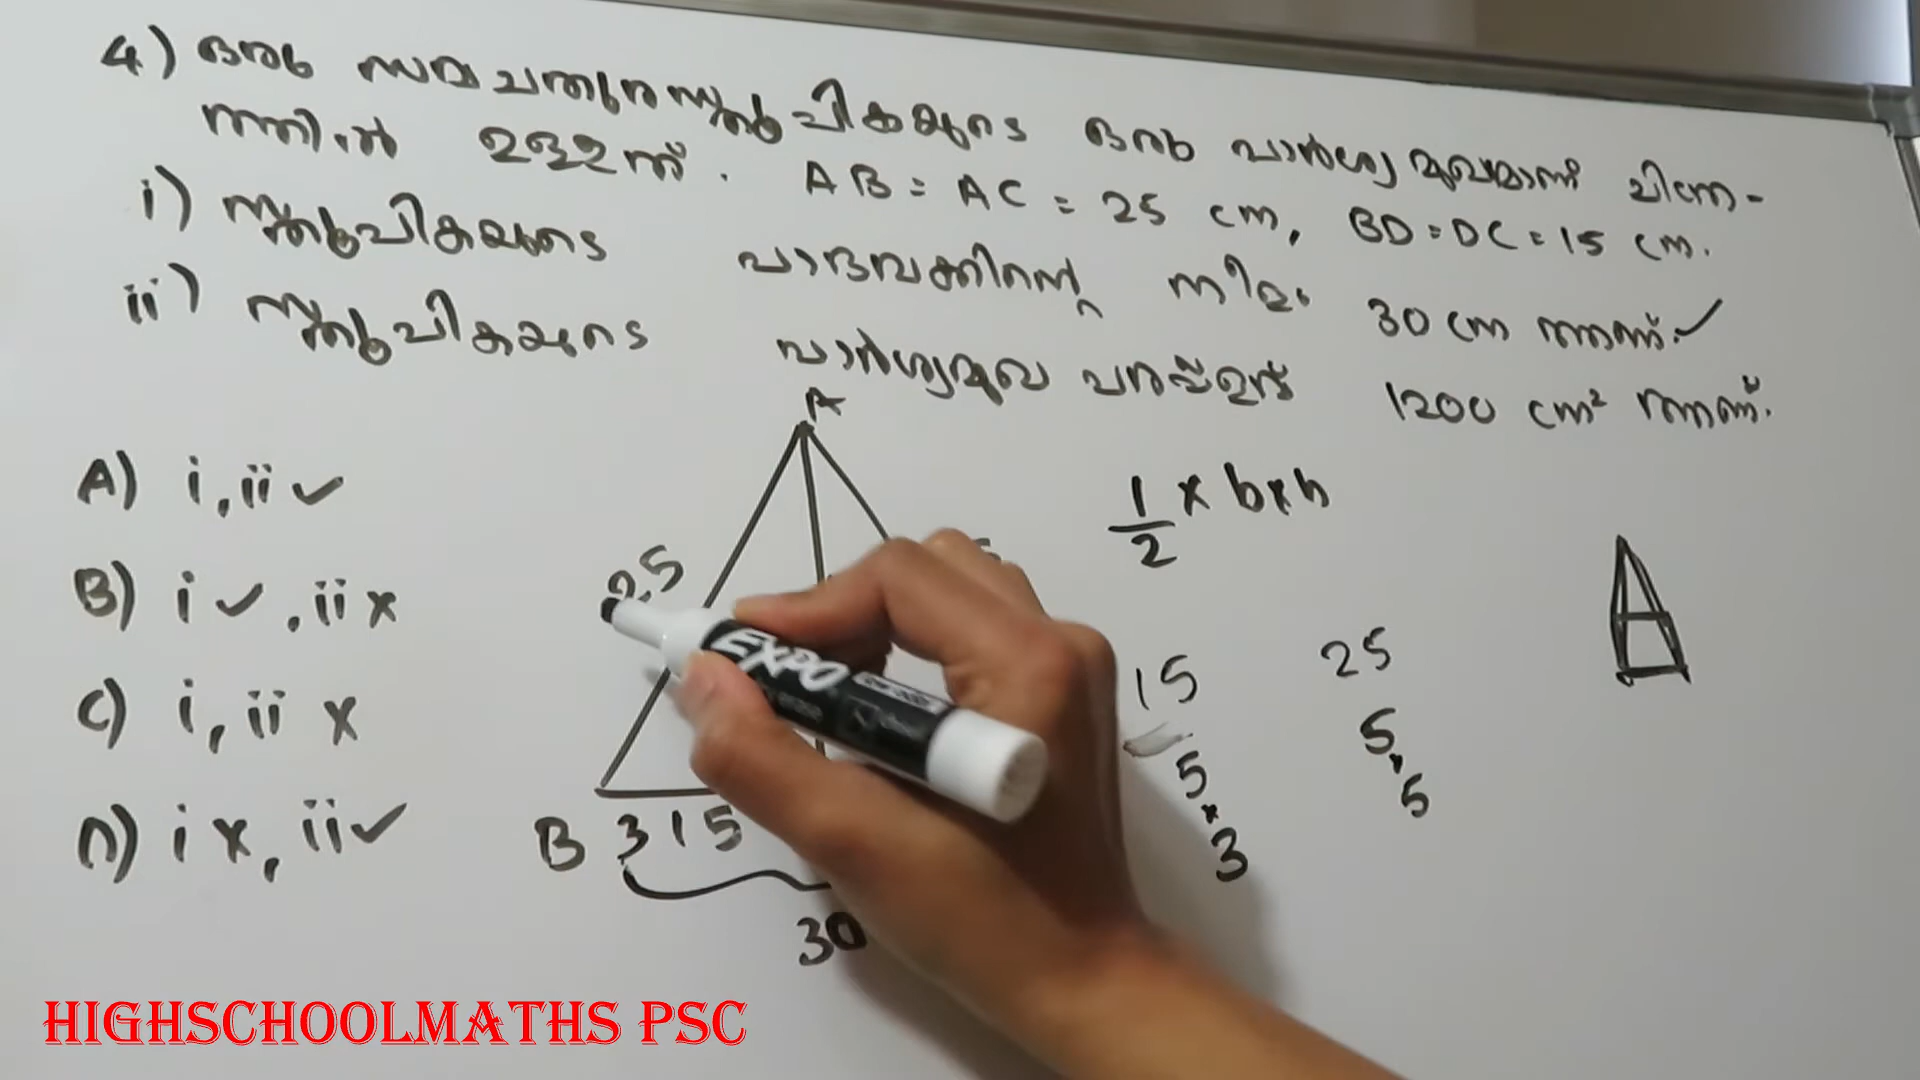 4) ഒരു സമചതുരസ്തൂപികയുടെ ഒരു പാർശ്വമുഖമാണ് ചിത്ര-
ത്തിൽ ഉള്ളത്. AB = AC = 25 cm, BD = DC = 15 cm.
i) സ്തൂപികയുടെ പാദവക്കിന്റെ നീളം 30 cm ആണ്. ✓
ii) സ്തൂപികയുടെ പാർശ്വമുഖ പരപ്പളവ് 1200 cm² ആണ്.
A) i, ii ✓
B) i ✓, ii x
C) i, ii x
D) i x, ii ✓
A
25
B 3 15
30
1/2 x b x h
15 25
5 x 3
5 x 5
EXPO
HIGHSCHOOLMATHS PSC